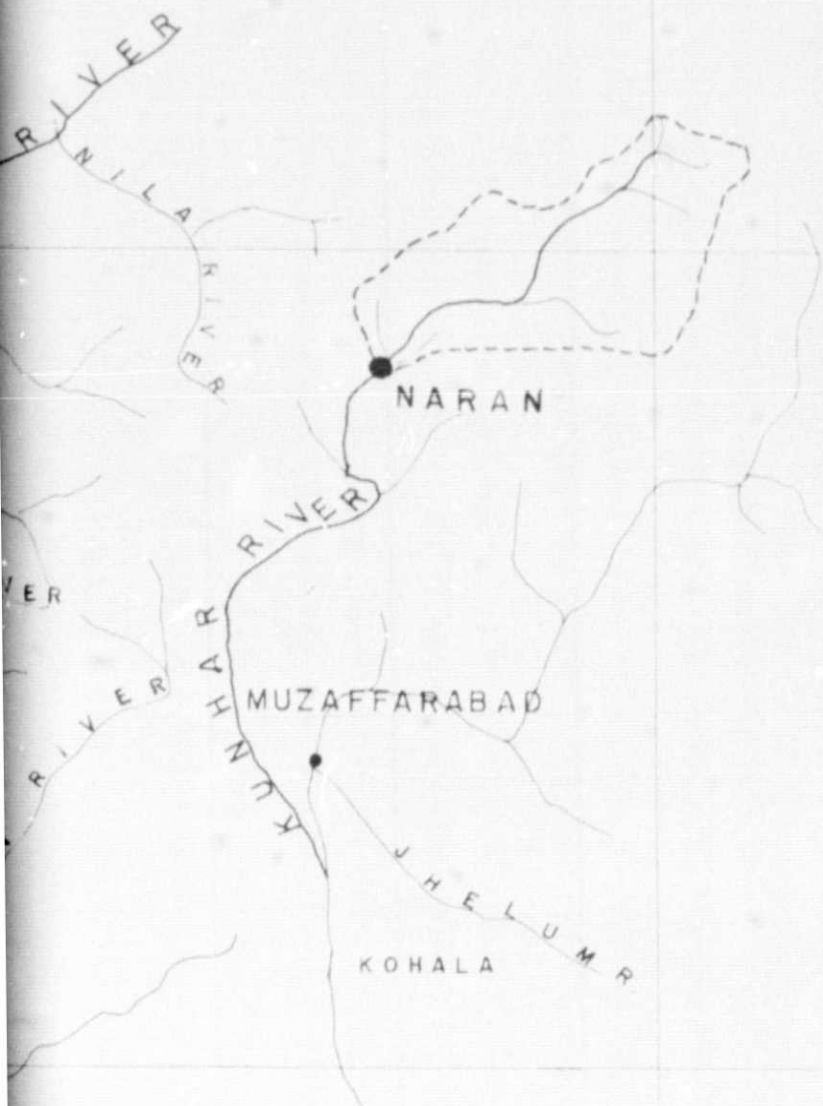 RIVER
NILA RIVER
NARAN
KUNHAR RIVER
VER
RIVER
MUZAFFARABAD
JHELUM R
KOHALA